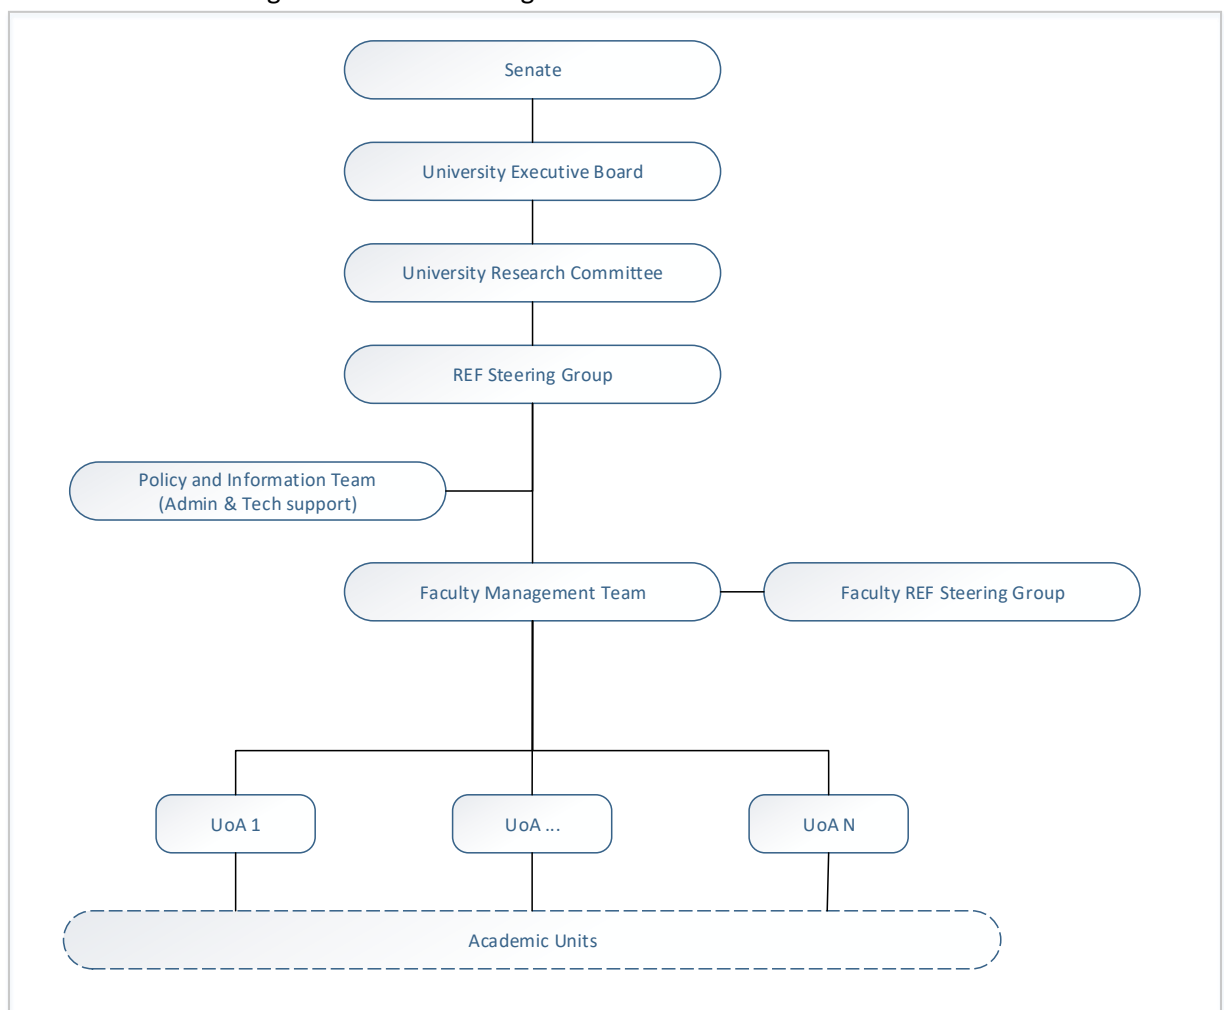 Senate
University Executive Board
University Research Committee
REF Steering Group
Policy and Information Team
(Admin & Tech support)
Faculty Management Team
Faculty REF Steering Group
UoA 1
UoA ...
UoA N
Academic Units